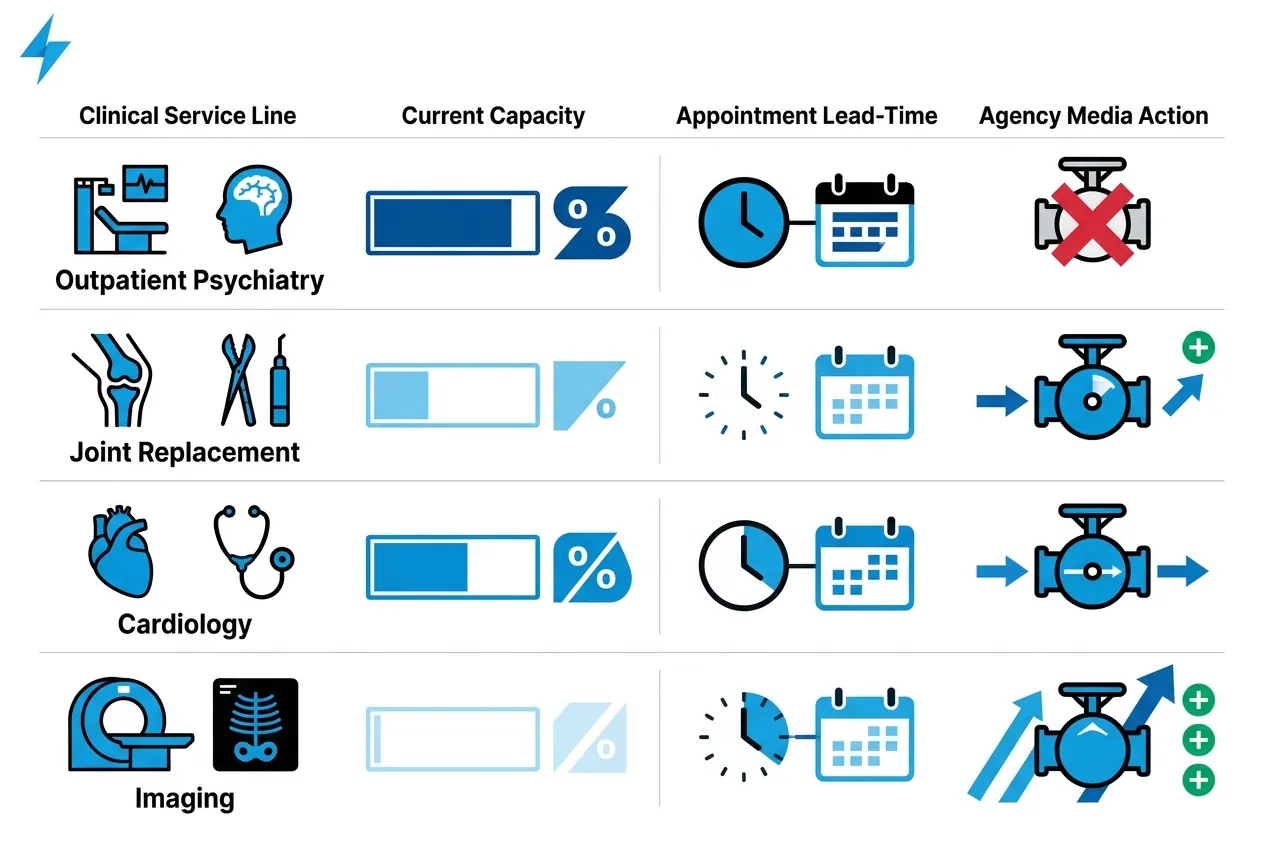 Clinical Service Line
Current Capacity
Appointment Lead-Time
Agency Media Action
Outpatient Psychiatry
%
Joint Replacement
Cardiology
%
Imaging
%